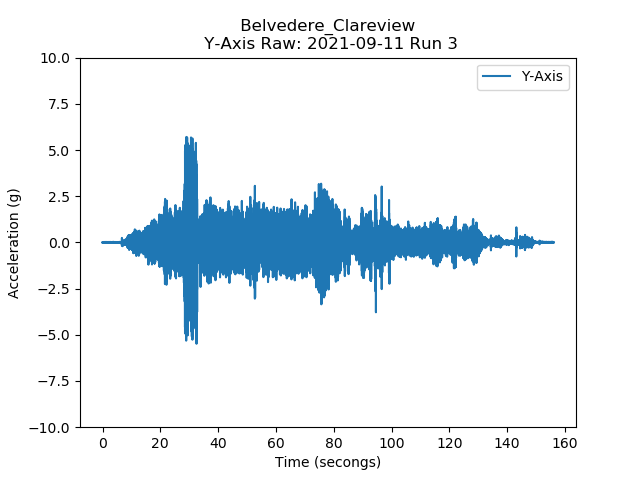 Belvedere_Clareview
Y-Axis Raw: 2021-09-11 Run 3
Y-Axis
Acceleration (g)
10.0
7.5
5.0
2.5
0.0
−2.5
−5.0
−7.5
−10.0
0 20 40 60 80 100 120 140 160
Time (seconds)